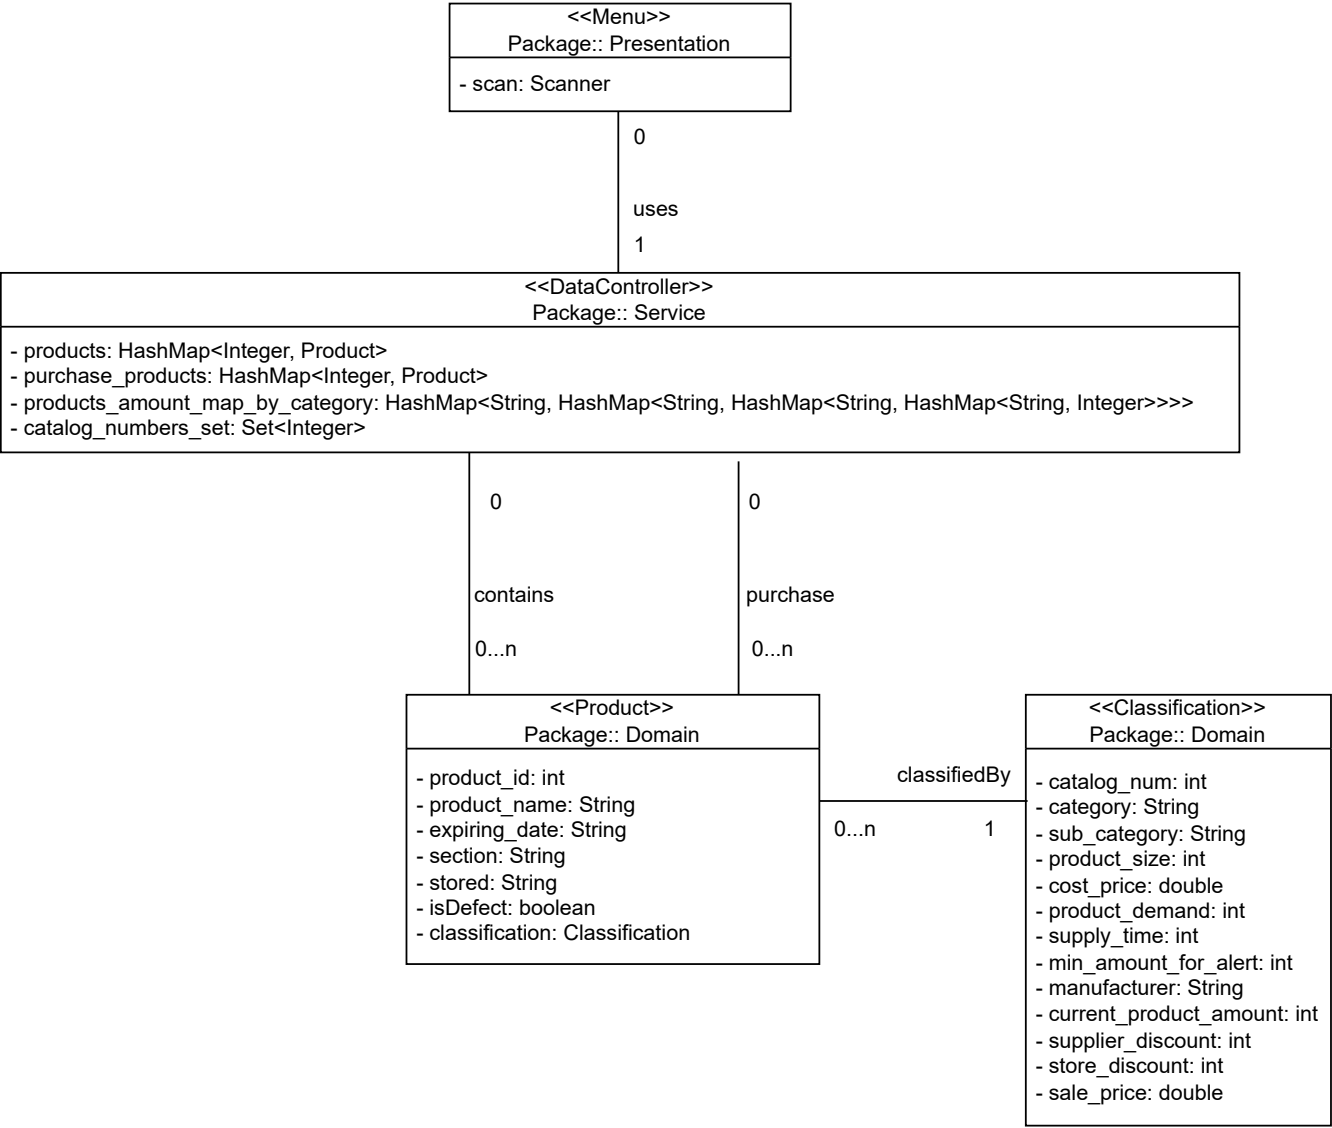 <<Menu>>
Package:: Presentation
- scan: Scanner
0
uses
1
<<DataController>>
Package:: Service
- products: HashMap<Integer, Product>
- purchase_products: HashMap<Integer, Product>
- products_amount_map_by_category: HashMap<String, HashMap<String, HashMap<String, HashMap<String, Integer>>>>
- catalog_numbers_set: Set<Integer>
0
0
contains
purchase
0...n
0...n
<<Product>>
Package:: Domain
- product_id: int
- product_name: String
- expiring_date: String
- section: String
- stored: String
- isDefect: boolean
- classification: Classification
classifiedBy
0...n
1
<<Classification>>
Package:: Domain
- catalog_num: int
- category: String
- sub_category: String
- product_size: int
- cost_price: double
- product_demand: int
- supply_time: int
- min_amount_for_alert: int
- manufacturer: String
- current_product_amount: int
- supplier_discount: int
- store_discount: int
- sale_price: double